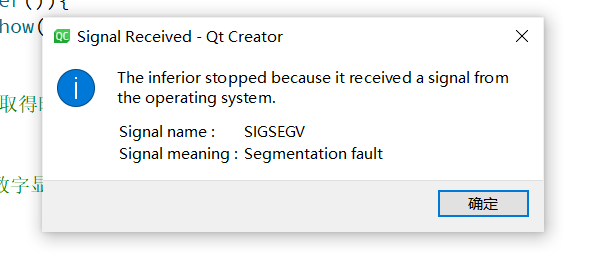 er()){
how(
Signal Received - Qt Creator
The inferior stopped because it received a signal from
the operating system.
Signal name : SIGSEGV
Signal meaning : Segmentation fault
取得
数字显
确定